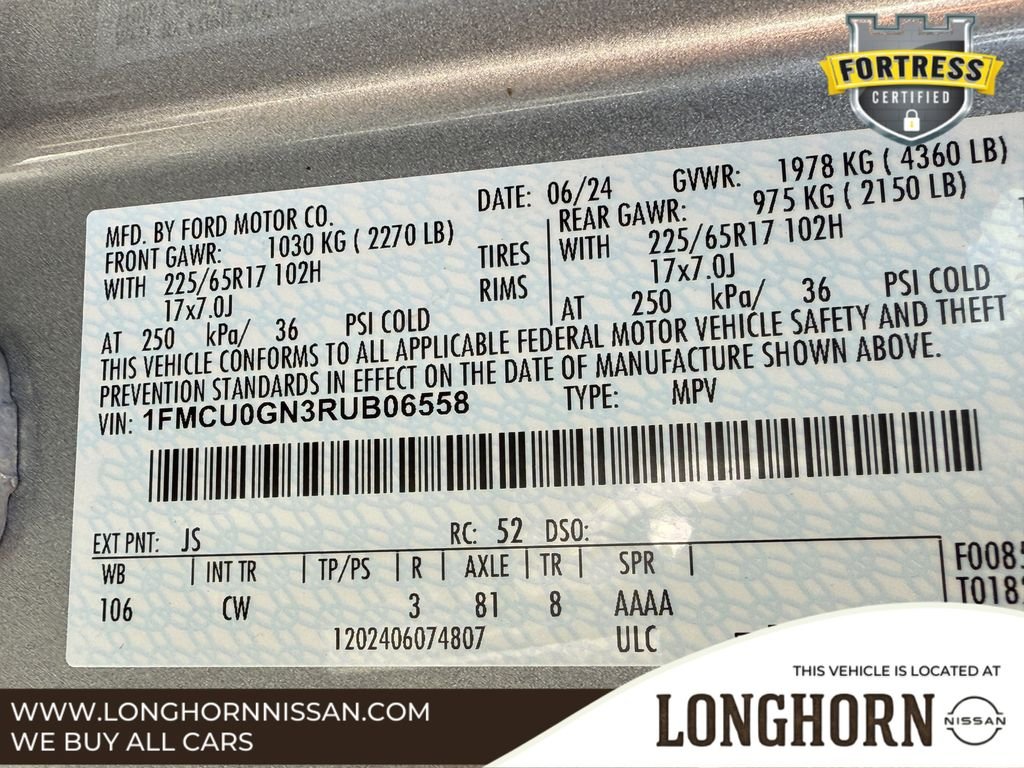 FORTRESS
CERTIFIED
MFD. BY FORD MOTOR CO. DATE: 06/24 GVWR: 1978 KG ( 4360 LB)
FRONT GAWR: 1030 KG ( 2270 LB) REAR GAWR: 975 KG ( 2150 LB)
WITH 225/65R17 102H TIRES WITH 225/65R17 102H
17x7.0J RIMS 17x7.0J
AT 250 kPa/ 36 PSI COLD AT 250 kPa/ 36 PSI COLD
THIS VEHICLE CONFORMS TO ALL APPLICABLE FEDERAL MOTOR VEHICLE SAFETY AND THEFT
PREVENTION STANDARDS IN EFFECT ON THE DATE OF MANUFACTURE SHOWN ABOVE.
VIN: 1FMCU0GN3RUB06558 TYPE: MPV
EXT PNT: JS RC: 52 DSO:
WB INT TR TP/PS R AXLE TR SPR F0085
106 CW 3 81 8 AAAA T0182
1202406074807 ULC
THIS VEHICLE IS LOCATED AT
WWW.LONGHORNNISSAN.COM
WE BUY ALL CARS
LONGHORN NISSAN